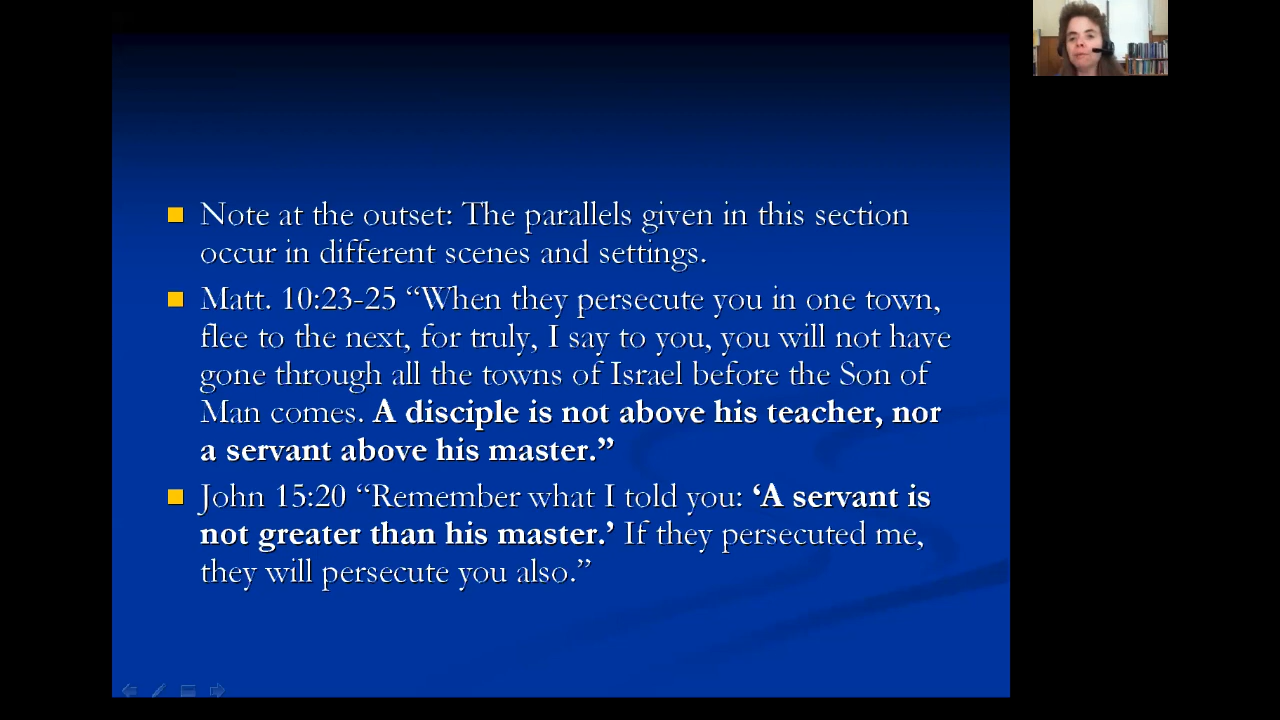 Note at the outset: The parallels given in this section
occur in different scenes and settings.
Matt. 10:23-25 “When they persecute you in one town,
flee to the next, for truly, I say to you, you will not have
gone through all the towns of Israel before the Son of
Man comes. A disciple is not above his teacher, nor
a servant above his master.”
John 15:20 “Remember what I told you: ‘A servant is
not greater than his master.’ If they persecuted me,
they will persecute you also.”